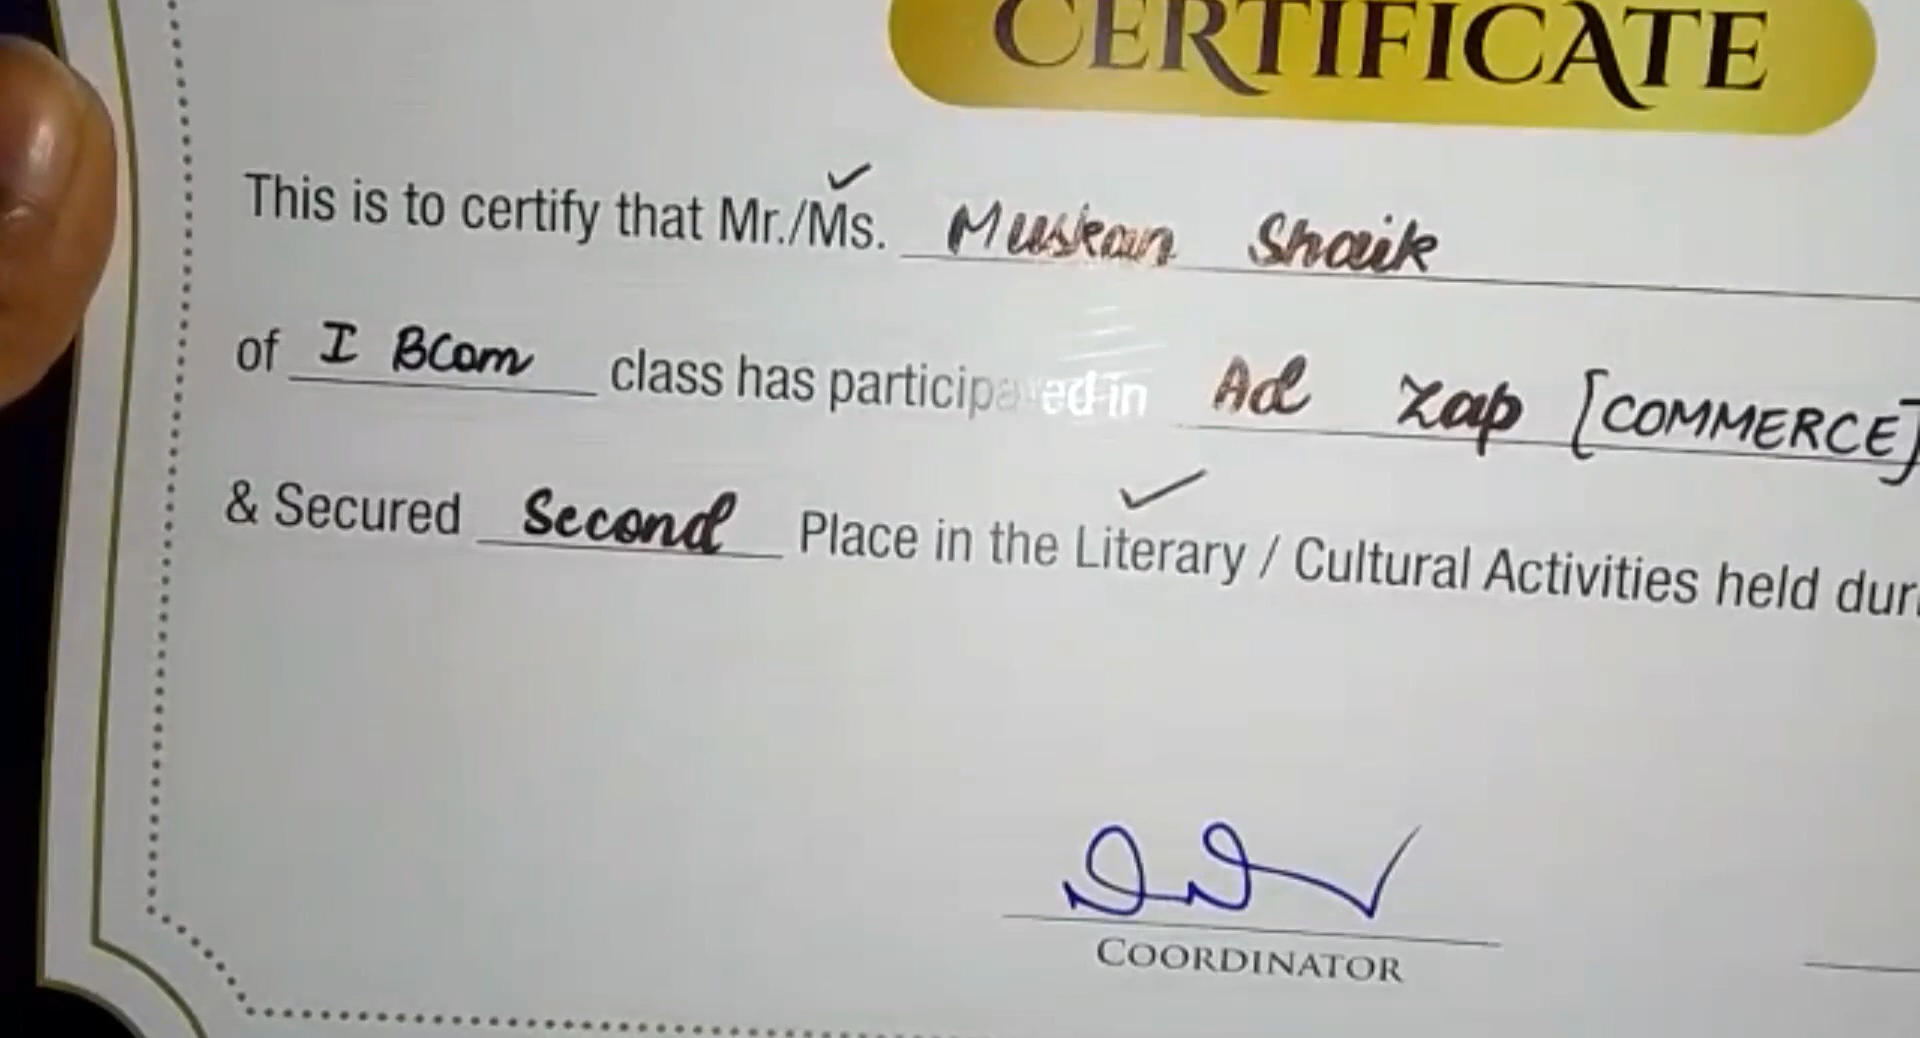 CERTIFICATE
This is to certify that Mr./Ms. Muskan Shaik
of I BCom class has participated in Ad Zap [COMMERCE]
& Secured Second Place in the Literary / Cultural Activities held
COORDINATOR